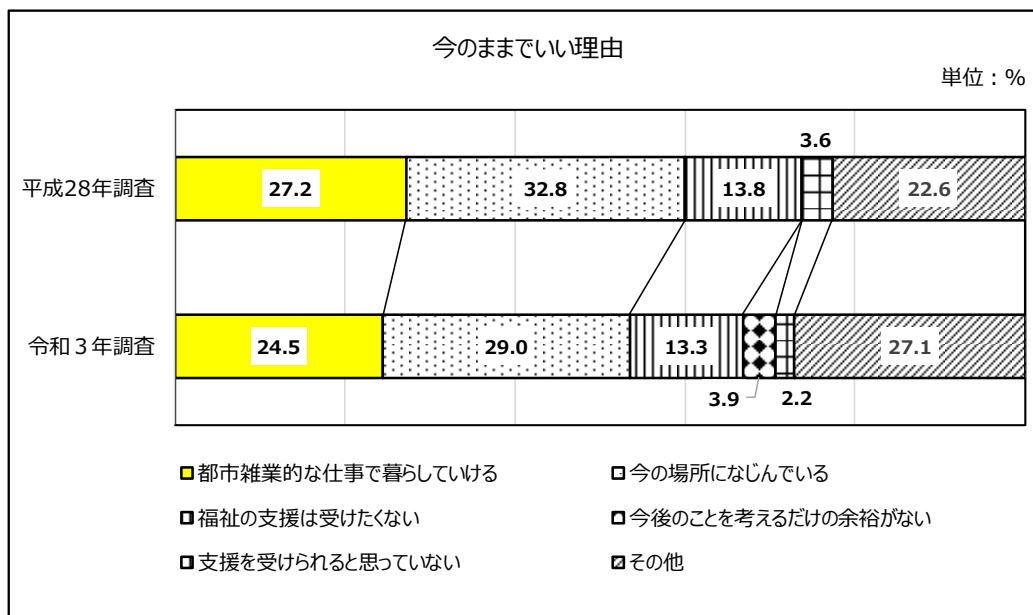 今のままでいい理由
単位：%
3.6
平成28年調査 27.2 32.8 13.8 22.6
令和３年調査 24.5 29.0 13.3 27.1
3.9 2.2
都市雑業的な仕事で暮らしていける 今の場所になじんでいる
福祉の支援は受けたくない 今後のことを考えるだけの余裕がない
支援を受けられると思っていない その他